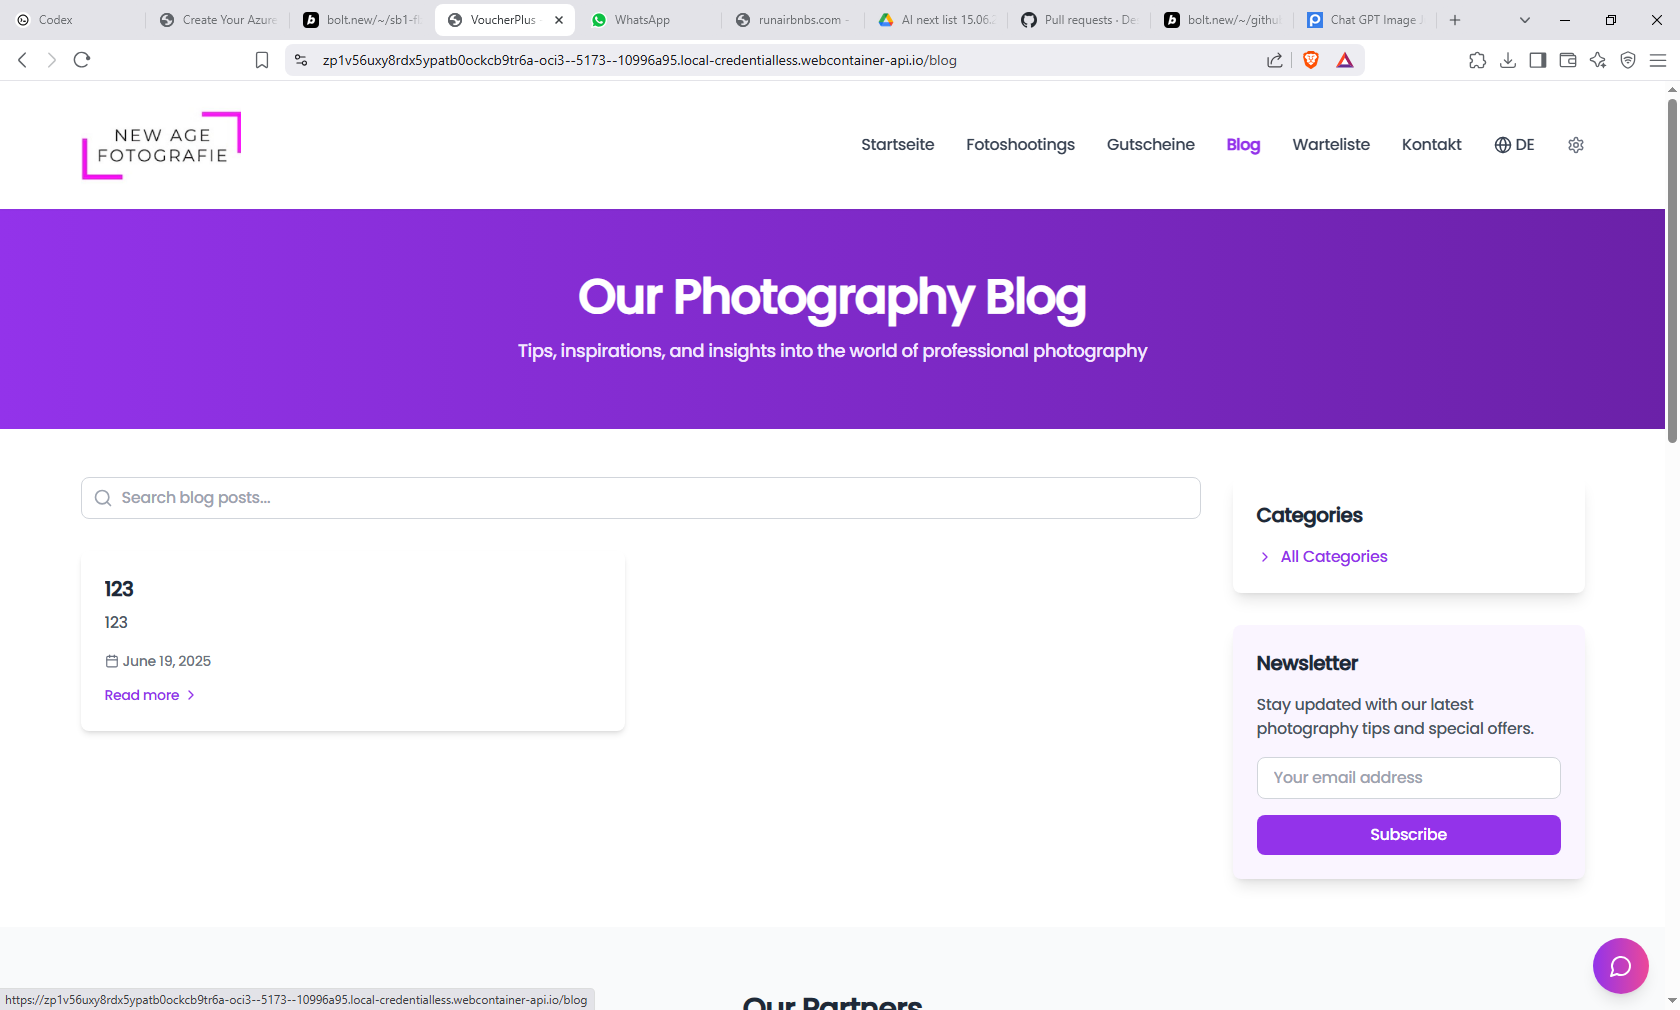 Codex
Create Your Azure
bolt.new/~/sb1-fl
VoucherPlus
WhatsApp
runairbnbs.com -
AI next list 15.06.2
Pull requests · De
bolt.new/~/githu
Chat GPT Image J
zp1v56uxy8rdx5ypatb0ockcb9tr6a-oci3--5173--10996a95.local-credentialless.webcontainer-api.io/blog
NEW AGE
FOTOGRAFIE
Startseite
Fotoshootings
Gutscheine
Blog
Warteliste
Kontakt
DE
Our Photography Blog
Tips, inspirations, and insights into the world of professional photography
Search blog posts...
123
123
June 19, 2025
Read more
Categories
All Categories
Newsletter
Stay updated with our latest
photography tips and special offers.
Your email address
Subscribe
Our Partners
https://zp1v56uxy8rdx5ypatb0ockcb9tr6a-oci3--5173--10996a95.local-credentialless.webcontainer-api.io/blog